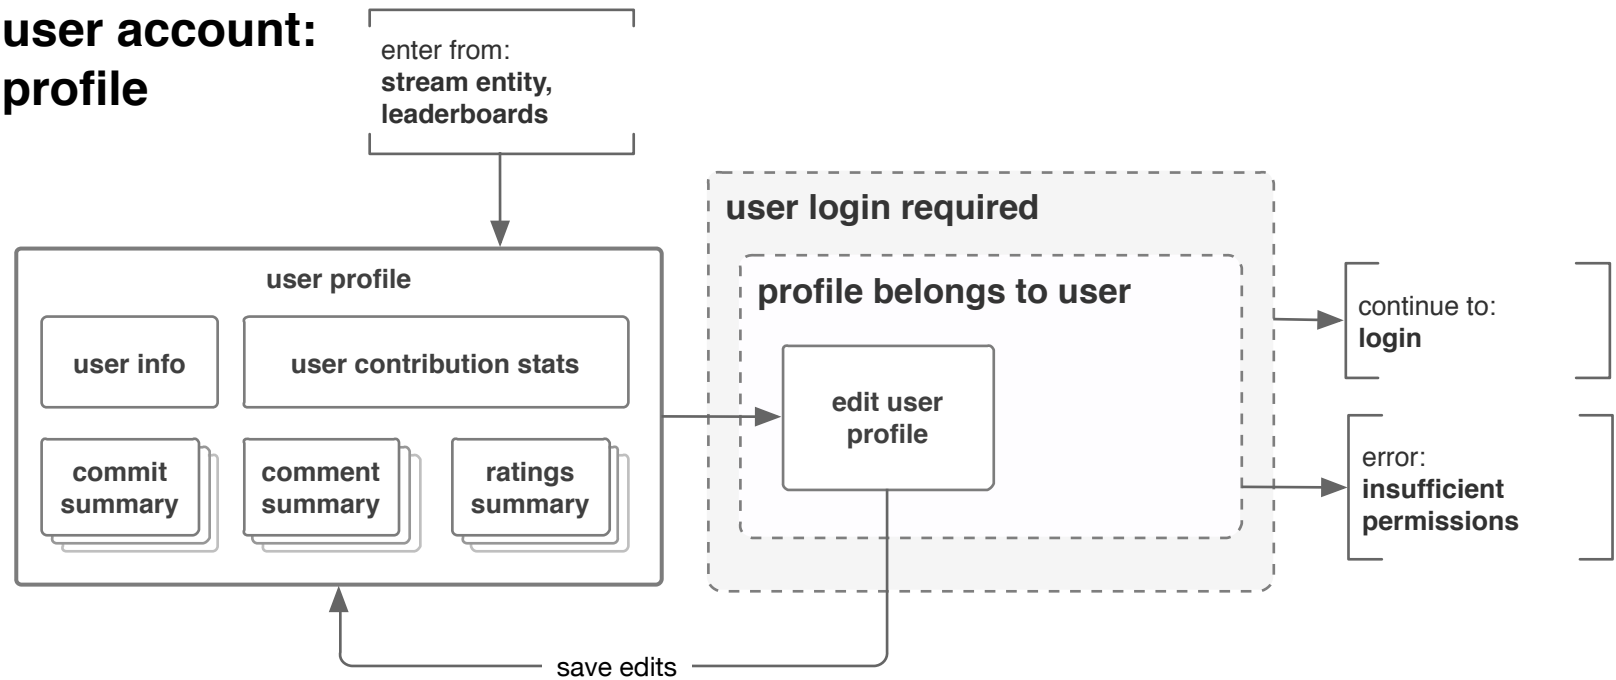 user account:
profile
enter from:
stream entity,
leaderboards
user profile
user info
user contribution stats
commit
summary
comment
summary
ratings
summary
user login required
profile belongs to user
edit user
profile
continue to:
login
error:
insufficient
permissions
save edits